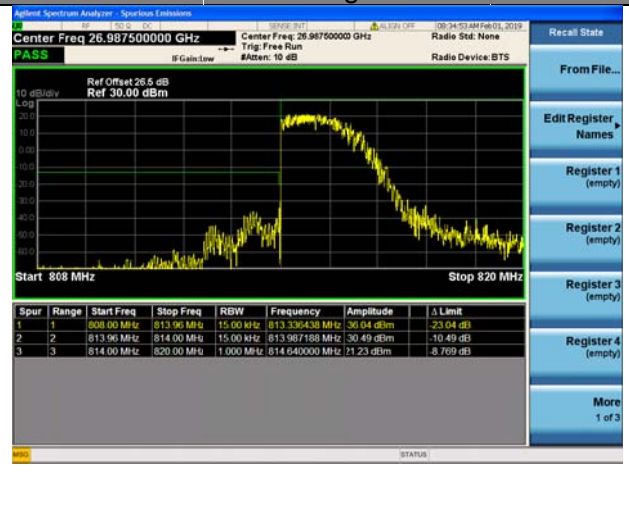 Agilent Spectrum Analyzer - Spurious Emissions
RF 50 Ω DC SENSE:INT ALIGN OFF 08:34:53 AM Feb 01, 2019
Center Freq 26.987500000 GHz
Center Freq: 26.987500000 GHz
Radio Std: None
Trig: Free Run
PASS
IFGain:Low
#Atten: 10 dB
Radio Device: BTS
Ref Offset 26.5 dB
10 dB/div Ref 30.00 dBm
Log
20.0
10.0
0.00
-10.0
-20.0
-30.0
-40.0
-50.0
-60.0
Start 808 MHz
Stop 820 MHz
Spur Range Start Freq Stop Freq RBW Frequency Amplitude Δ Limit
1 1 808.00 MHz 813.96 MHz 15.00 kHz 813.336438 MHz 36.04 dBm -23.04 dB
2 2 813.96 MHz 814.00 MHz 15.00 kHz 813.987188 MHz 30.49 dBm -10.49 dB
3 3 814.00 MHz 820.00 MHz 1.000 MHz 814.640000 MHz 21.23 dBm -8.769 dB
MSG
STATUS
Recall State
From File...
Edit Register
Names
Register 1
(empty)
Register 2
(empty)
Register 3
(empty)
Register 4
(empty)
More
1 of 3